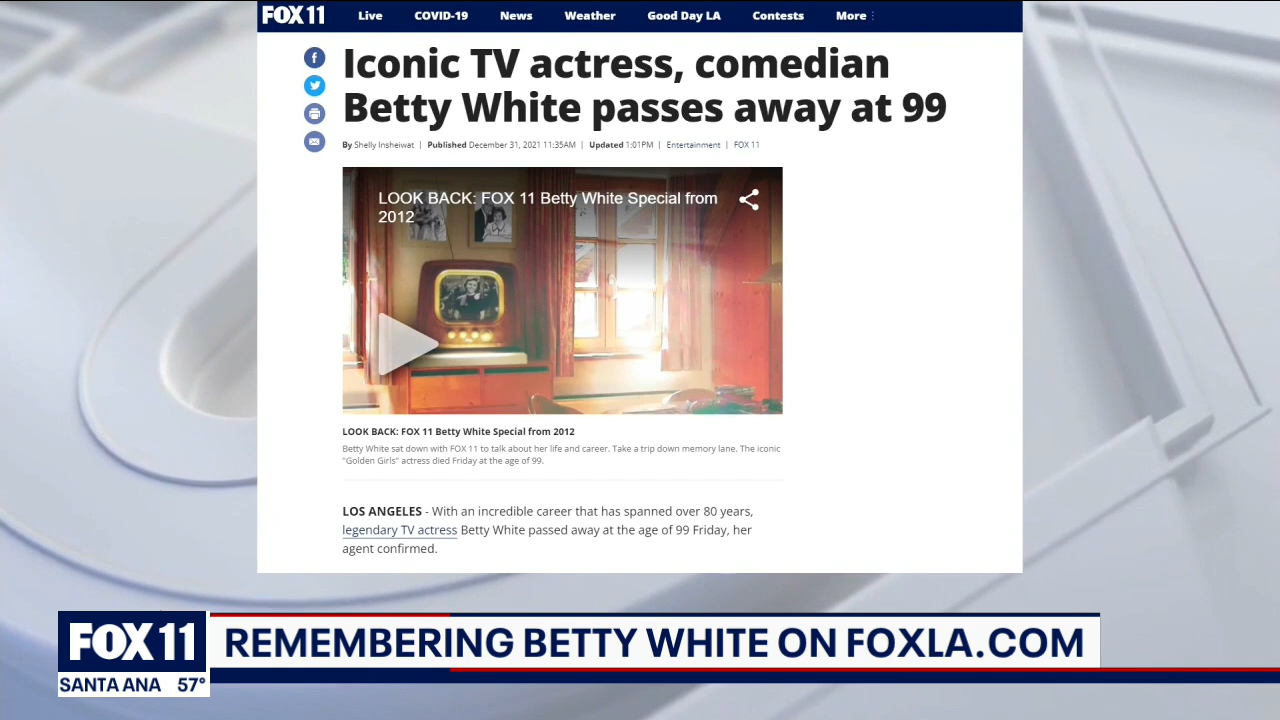 FOX 11
Live COVID-19 News Weather Good Day LA Contests More
Iconic TV actress, comedian
Betty White passes away at 99
By Shelly Insheiwat | Published December 31, 2021 11:35AM | Updated 1:01PM | Entertainment | FOX 11
LOOK BACK: FOX 11 Betty White Special from
2012
LOOK BACK: FOX 11 Betty White Special from 2012
Betty White sat down with FOX 11 to talk about her life and career. Take a trip down memory lane. The iconic
"Golden Girls" actress died Friday at the age of 99.
LOS ANGELES - With an incredible career that has spanned over 80 years,
legendary TV actress Betty White passed away at the age of 99 Friday, her
agent confirmed.
FOX 11
REMEMBERING BETTY WHITE ON FOXLA.COM
SANTA ANA 57°